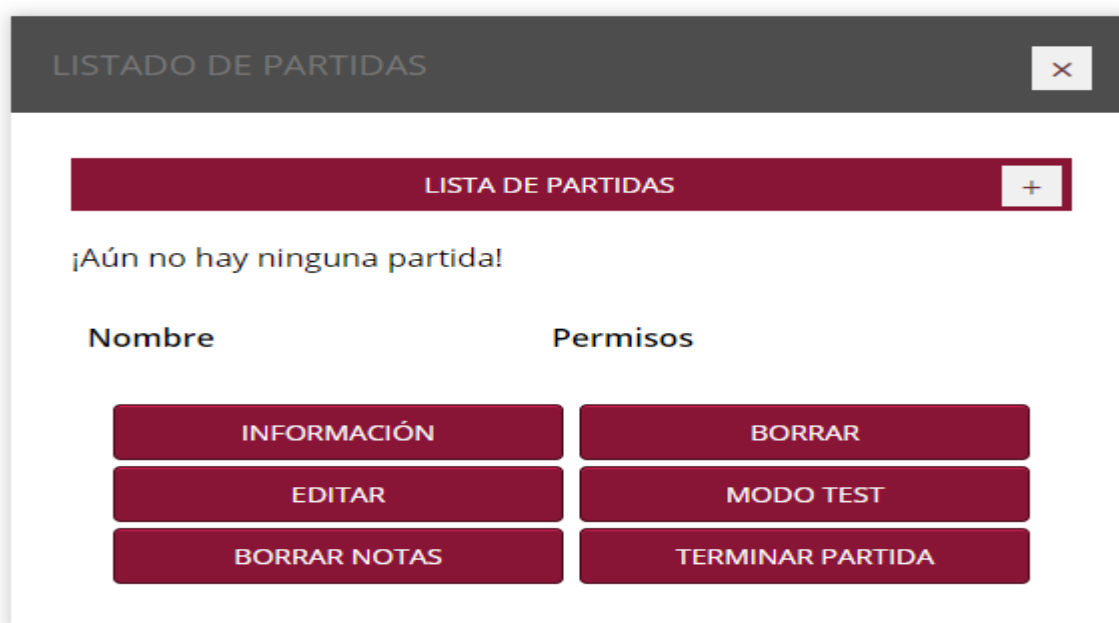 LISTADO DE PARTIDAS
×
LISTA DE PARTIDAS
+
¡Aún no hay ninguna partida!
Nombre Permisos
INFORMACIÓN BORRAR
EDITAR MODO TEST
BORRAR NOTAS TERMINAR PARTIDA